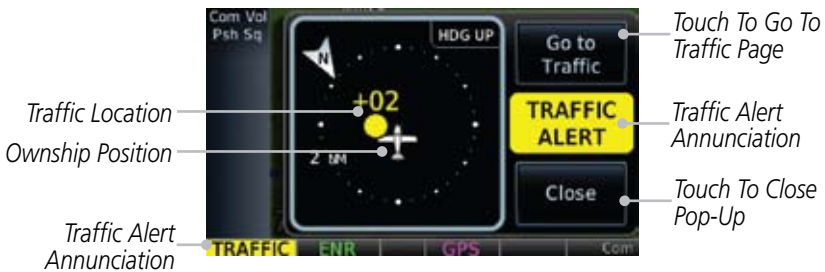 Com Vol
Psh Sq
HDG UP
N
+02
2 NM
Go to
Traffic
TRAFFIC
ALERT
Close
TRAFFIC
ENR
GPS
Com
Traffic Location
Ownship Position
Traffic Alert
Annunciation
Touch To Go To
Traffic Page
Traffic Alert
Annunciation
Touch To Close
Pop-Up